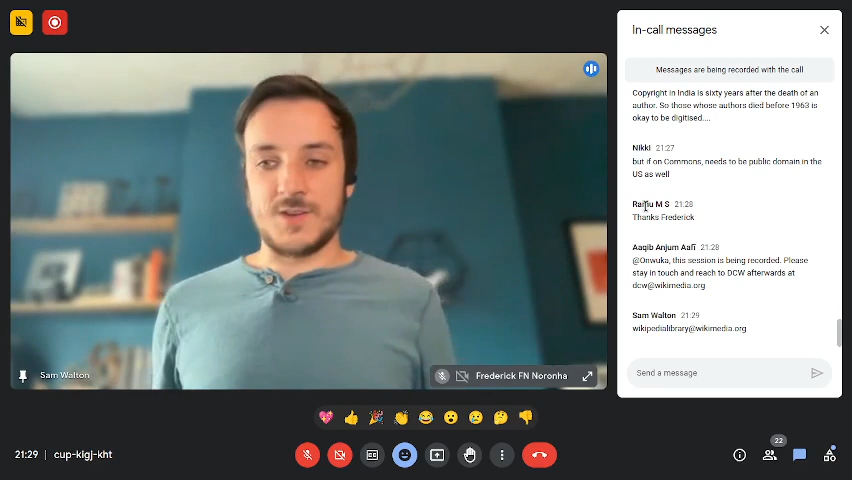 In-call messages
Messages are being recorded with the call
Copyright in India is sixty years after the death of an
author. So those whose authors died before 1963 is
okay to be digitised....
Nikki 21:27
but if on Commons, needs to be public domain in the
US as well
M S 21:28
Thanks Frederick
Aaqib Anjum Aafī 21:28
@Onwuka, this session is being recorded. Please
stay in touch and reach to DCW afterwards at
dcw@wikimedia.org
Sam Walton 21:29
wikipedialibrary@wikimedia.org
Send a message
Sam Walton
Frederick FN Noronha
21:29 cup-kigj-kht
22